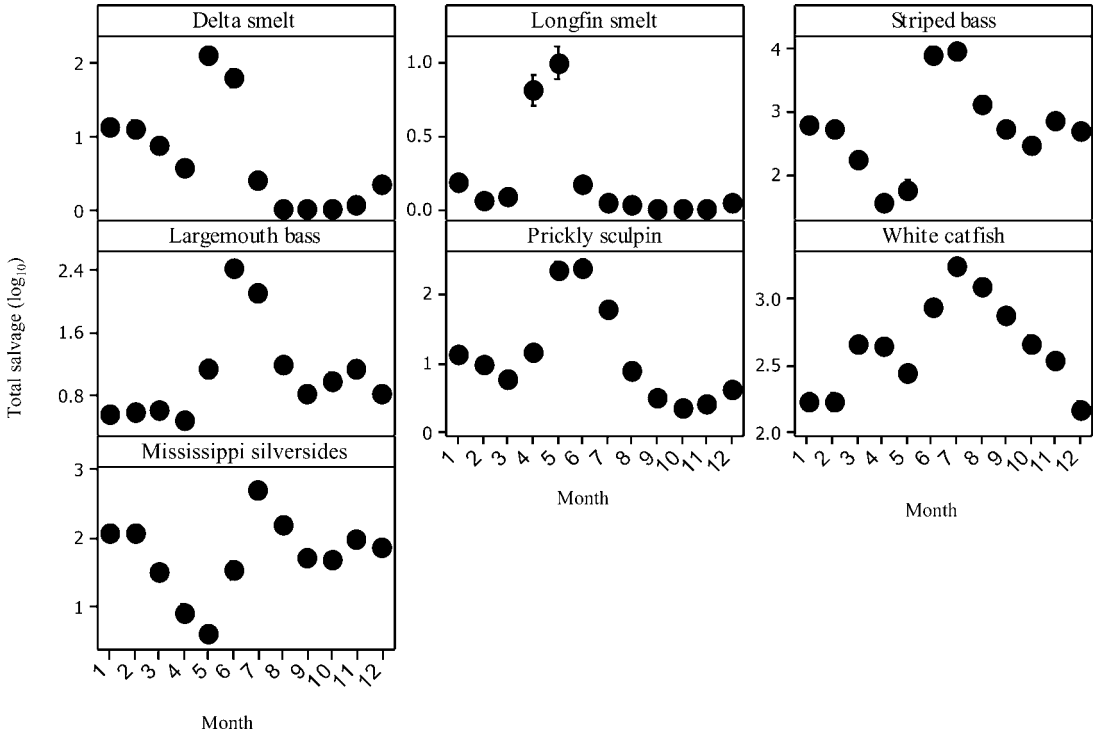 Delta smelt
Longfin smelt
Striped bass
2
1
0
1.0
0.5
0.0
4
3
2
Largemouth bass
Prickly sculpin
White catfish
Total salvage (log10)
2.4
1.6
0.8
2
1
0
3.0
2.5
2.0
1 2 3 4 5 6 7 8 9 10 11 12
Month
1 2 3 4 5 6 7 8 9 10 11 12
Month
Mississippi silversides
3
2
1
1 2 3 4 5 6 7 8 9 10 11 12
Month